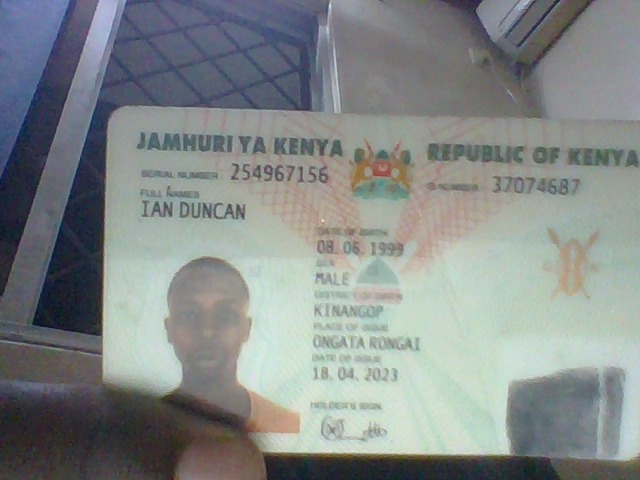 JAMHURI YA KENYA
REPUBLIC OF KENYA
SERIAL NUMBER 254967156
ID NUMBER 37074687
FULL NAMES
IAN DUNCAN
DATE OF BIRTH
08. 06. 1999
SEX
MALE
DISTRICT OF BIRTH
KINANGOP
PLACE OF ISSUE
ONGATA RONGAI
DATE OF ISSUE
18. 04. 2023
HOLDER'S SIGN.